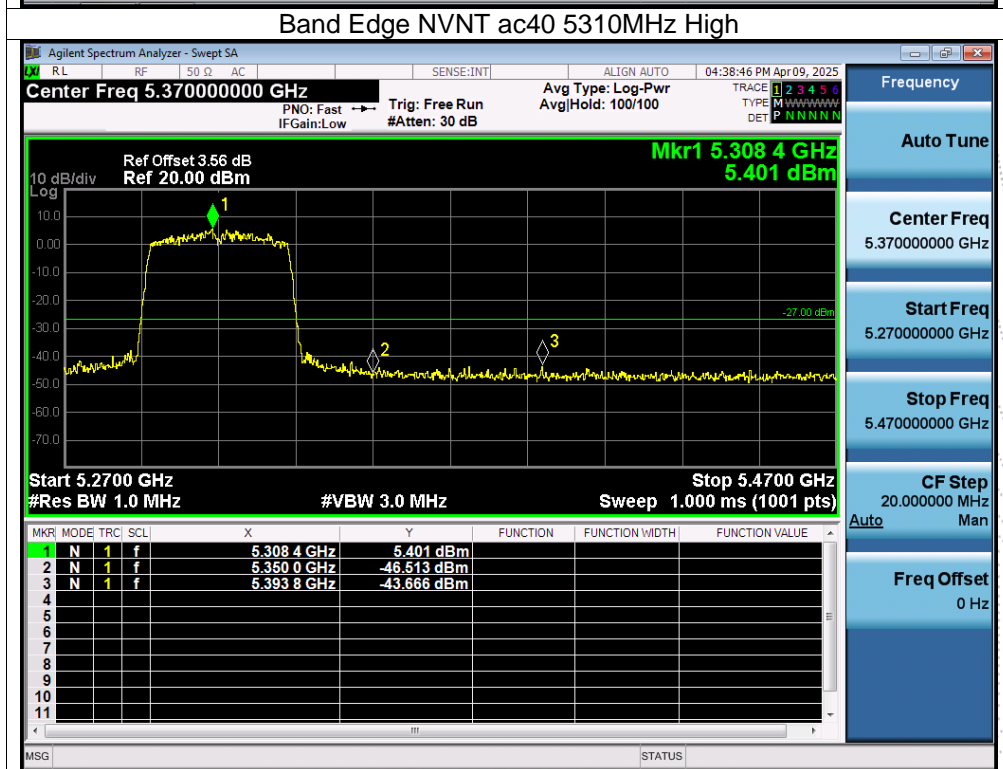 Band Edge NVNT ac40 5310MHz High
Agilent Spectrum Analyzer - Swept SA
LXI RL RF 50 Ω AC SENSE:INT ALIGN AUTO 04:38:46 PM Apr 09, 2025
Center Freq 5.370000000 GHz
PNO: Fast
IFGain:Low
Trig: Free Run
#Atten: 30 dB
Avg Type: Log-Pwr
Avg|Hold: 100/100
TRACE 1 2 3 4 5 6
TYPE M WWWWW
DET P N N N N N
Frequency
Auto Tune
Center Freq
5.370000000 GHz
Start Freq
5.270000000 GHz
Stop Freq
5.470000000 GHz
CF Step
20.000000 MHz
Auto Man
Freq Offset
0 Hz
Mkr1 5.308 4 GHz
5.401 dBm
Ref Offset 3.56 dB
10 dB/div Ref 20.00 dBm
Log
10.0
0.00
-10.0
-20.0
-30.0
-40.0
-50.0
-60.0
-70.0
1
2
3
-27.00 dBm
Start 5.2700 GHz Stop 5.4700 GHz
#Res BW 1.0 MHz #VBW 3.0 MHz Sweep 1.000 ms (1001 pts)
MKR MODE TRC SCL X Y FUNCTION FUNCTION WIDTH FUNCTION VALUE
1 N 1 f 5.308 4 GHz 5.401 dBm
2 N 1 f 5.350 0 GHz -46.513 dBm
3 N 1 f 5.393 8 GHz -43.666 dBm
4
5
6
7
8
9
10
11
MSG STATUS